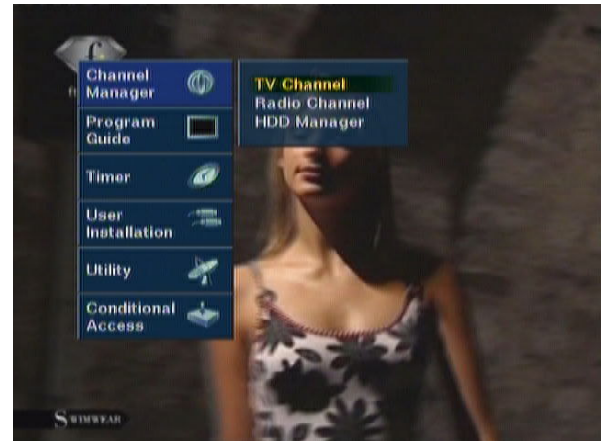 f
Channel
Manager
TV Channel
Radio Channel
HDD Manager
Program
Guide
Timer
User
Installation
Utility
Conditional
Access
SWIMWEAR